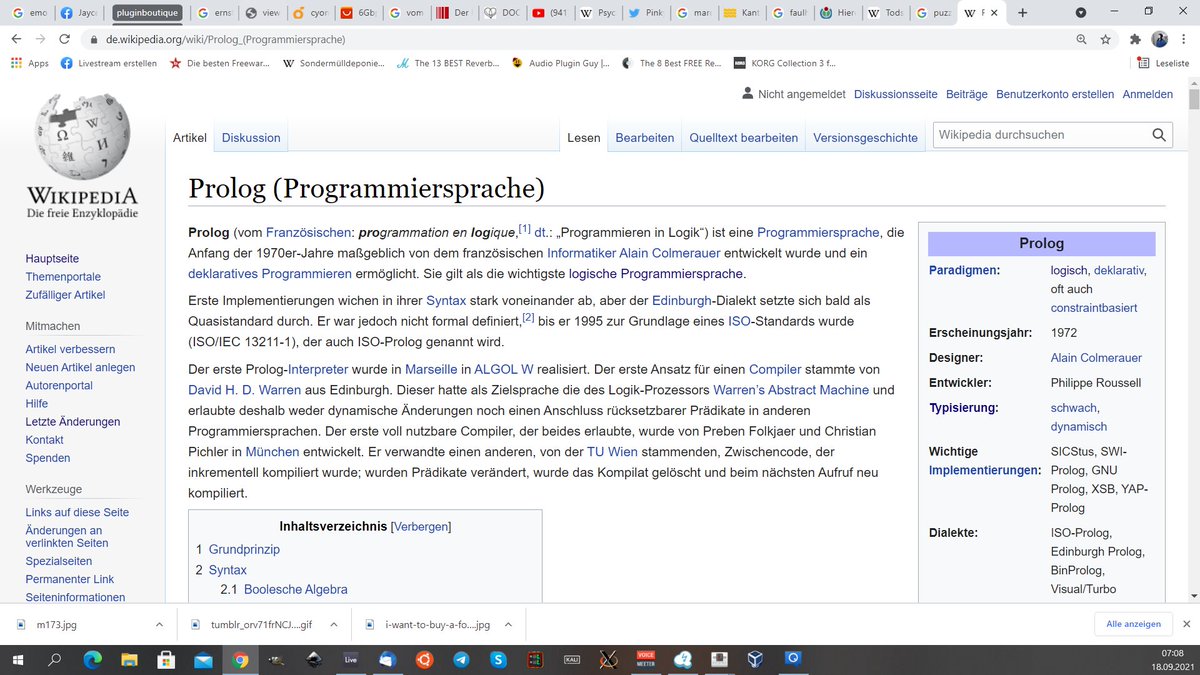 emo
Jayco
pluginboutique
erns
view
cyon
6Gb
vom
Der
DOC
(941
Psyc
Pink
mar
Kan
faul
Hier
Tods
puzz
F
de.wikipedia.org/wiki/Prolog_(Programmiersprache)
Apps
Livestream erstellen
Die besten Freewar...
Sondermülldeponie...
The 13 BEST Reverb...
Audio Plugin Guy |...
The 8 Best FREE Re...
KORG Collection 3 f...
Leseliste
Nicht angemeldet Diskussionsseite Beiträge Benutzerkonto erstellen Anmelden
Artikel Diskussion
Lesen Bearbeiten Quelltext bearbeiten Versionsgeschichte
Wikipedia durchsuchen
WIKIPEDIA
Die freie Enzyklopädie
Hauptseite
Themenportale
Zufälliger Artikel
Mitmachen
Artikel verbessern
Neuen Artikel anlegen
Autorenportal
Hilfe
Letzte Änderungen
Kontakt
Spenden
Werkzeuge
Links auf diese Seite
Änderungen an
verlinkten Seiten
Spezialseiten
Permanenter Link
Seiteninformationen
Prolog (Programmiersprache)
Prolog (vom Französischen: programmation en logique,[1] dt.: „Programmieren in Logik“) ist eine Programmiersprache, die
Anfang der 1970er-Jahre maßgeblich von dem französischen Informatiker Alain Colmerauer entwickelt wurde und ein
deklaratives Programmieren ermöglicht. Sie gilt als die wichtigste logische Programmiersprache.
Erste Implementierungen wichen in ihrer Syntax stark voneinander ab, aber der Edinburgh-Dialekt setzte sich bald als
Quasistandard durch. Er war jedoch nicht formal definiert,[2] bis er 1995 zur Grundlage eines ISO-Standards wurde
(ISO/IEC 13211-1), der auch ISO-Prolog genannt wird.
Der erste Prolog-Interpreter wurde in Marseille in ALGOL W realisiert. Der erste Ansatz für einen Compiler stammte von
David H. D. Warren aus Edinburgh. Dieser hatte als Zielsprache die des Logik-Prozessors Warren’s Abstract Machine und
erlaubte deshalb weder dynamische Änderungen noch einen Anschluss rücksetzbarer Prädikate in anderen
Programmiersprachen. Der erste voll nutzbare Compiler, der beides erlaubte, wurde von Preben Folkjaer und Christian
Pichler in München entwickelt. Er verwandte einen anderen, von der TU Wien stammenden, Zwischencode, der
inkrementell kompiliert wurde; wurden Prädikate verändert, wurde das Kompilat gelöscht und beim nächsten Aufruf neu
kompiliert.
Inhaltsverzeichnis [Verbergen]
1 Grundprinzip
2 Syntax
2.1 Boolesche Algebra
Prolog
Paradigmen: logisch, deklarativ,
oft auch
constraintbasiert
Erscheinungsjahr: 1972
Designer: Alain Colmerauer
Entwickler: Philippe Roussell
Typisierung: schwach,
dynamisch
Wichtige SICStus, SWI-
Implementierungen: Prolog, GNU
Prolog, XSB, YAP-
Prolog
Dialekte: ISO-Prolog,
Edinburgh Prolog,
BinProlog,
Visual/Turbo
m173.jpg
tumblr_orv71frNCJ....gif
i-want-to-buy-a-fo....jpg
Alle anzeigen
Live
KALI
VOICE
MEETER
07:08
18.09.2021